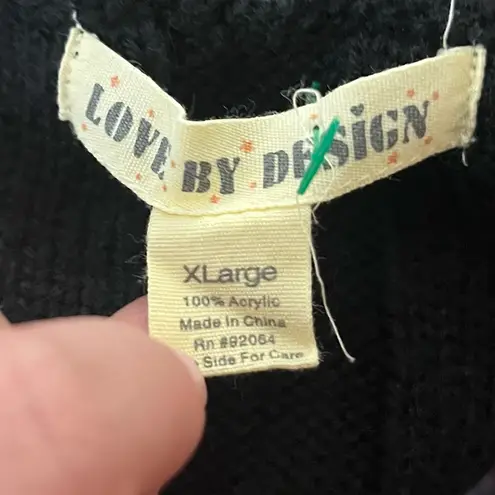 LOVE BY DESiGN
XLarge
100% Acrylic
Made In China
Rn #92064
Side For Care